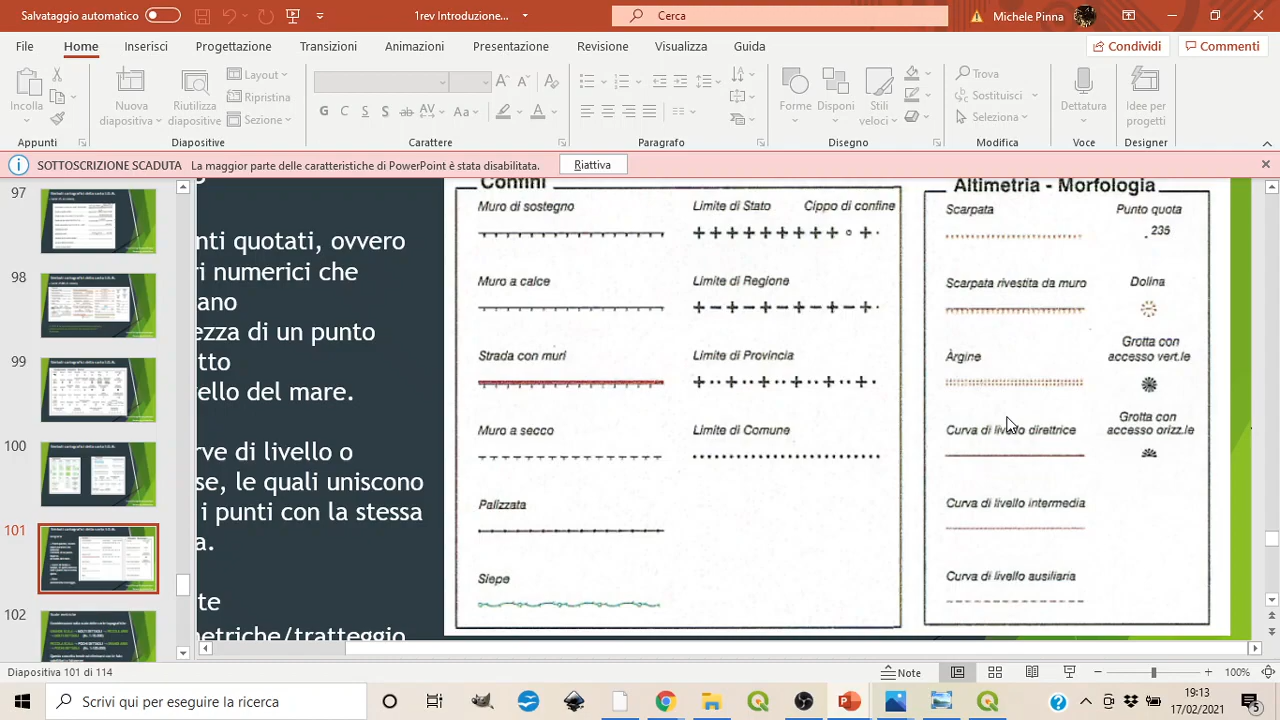 Salvataggio automatico
1rev Introduzione...
Cerca
Michele Pinna
File
Home
Inserisci
Progettazione
Transizioni
Animazioni
Presentazione
Revisione
Visualizza
Guida
Condividi
Commenti
Incolla
Nuova diapositiva
Riutilizza diapositive
Layout
Ripristina
Sezione
G C S S ab AV Aa A
Forme
Disponi
Stili veloci
Trova
Sostituisci
Seleziona
Dettatura
Idee per progetti
Appunti
Diapositive
Carattere
Paragrafo
Disegno
Modifica
Voce
Designer
SOTTOSCRIZIONE SCADUTA La maggior parte delle caratteristiche di PowerPoint è stata disabilitata.
Riattiva
97
98
99
100
101
102
nti quotati, ovvero
ri numerici che
ano
ezza di un punto
tto
ello del mare.
rve di livello o
se, le quali uniscono
i punti con la stessa
a.
te
Confini
Muro di sostegno
Limite di Stato
Cippo di confine
Muro a calce
Limite di Regione
Strada con muri
Limite di Provincia
Muro a secco
Limite di Comune
Palizzata
Siepe
Altimetria - Morfologia
Scarpata
Punto quota
235
Scarpata rivestita da muro
Dolina
Àrgine
Grotta con
accesso vert.le
Curva di livello direttrice
Grotta con
accesso orizz.le
Curva di livello intermedia
Curva di livello ausiliaria
Diapositiva 101 di 114
Note
100%
Scrivi qui per eseguire la ricerca
19:13
17/02/2021
5